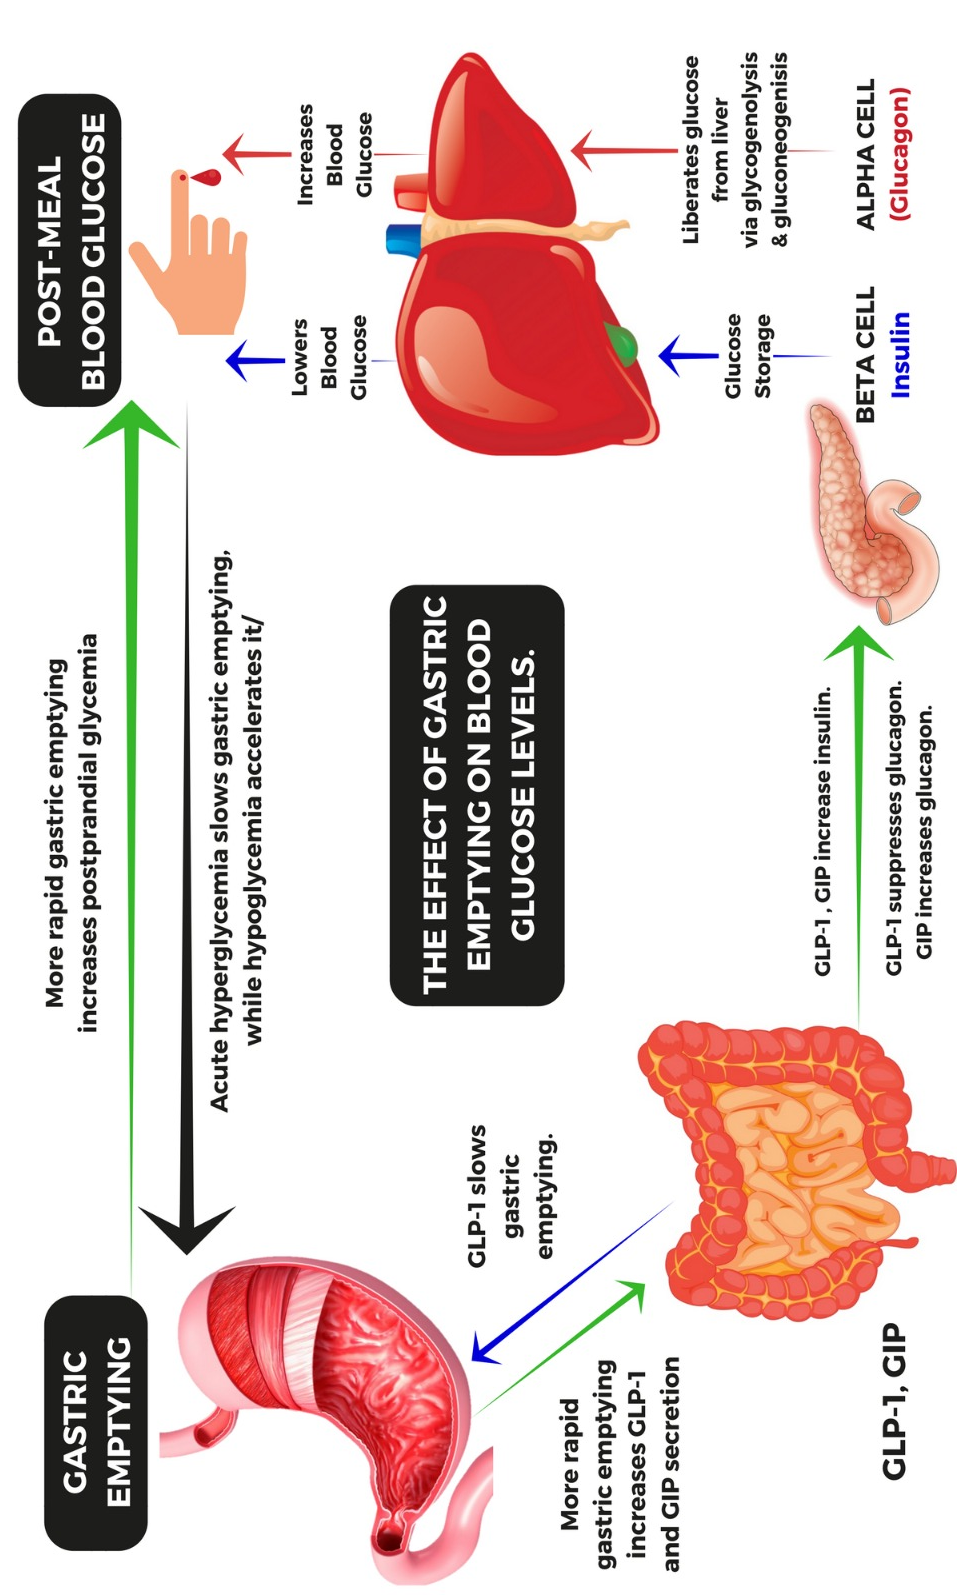 GASTRIC
EMPTYING
More rapid gastric emptying
increases postprandial glycemia
POST-MEAL
BLOOD GLUCOSE
Acute hyperglycemia slows gastric emptying,
while hypoglycemia accelerates it/
Lowers
Blood
Glucose
Increases
Blood
Glucose
THE EFFECT OF GASTRIC
EMPTYING ON BLOOD
GLUCOSE LEVELS.
GLP-1 slows
gastric
emptying.
More rapid
gastric emptying
increases GLP-1
and GIP secretion
Glucose
Storage
Liberates glucose
from liver
via glycogenolysis
& gluconeogenisis
GLP-1, GIP increase insulin.
GLP-1 suppresses glucagon.
GIP increases glucagon.
BETA CELL
Insulin
ALPHA CELL
(Glucagon)
GLP-1, GIP